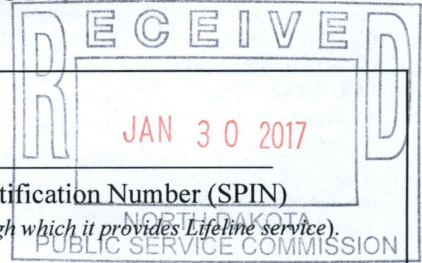 RECEIVED
JAN 30 2017
tification Number (SPIN)
gh which it provides Lifeline service).
NORTH DAKOTA
PUBLIC SERVICE COMMISSION